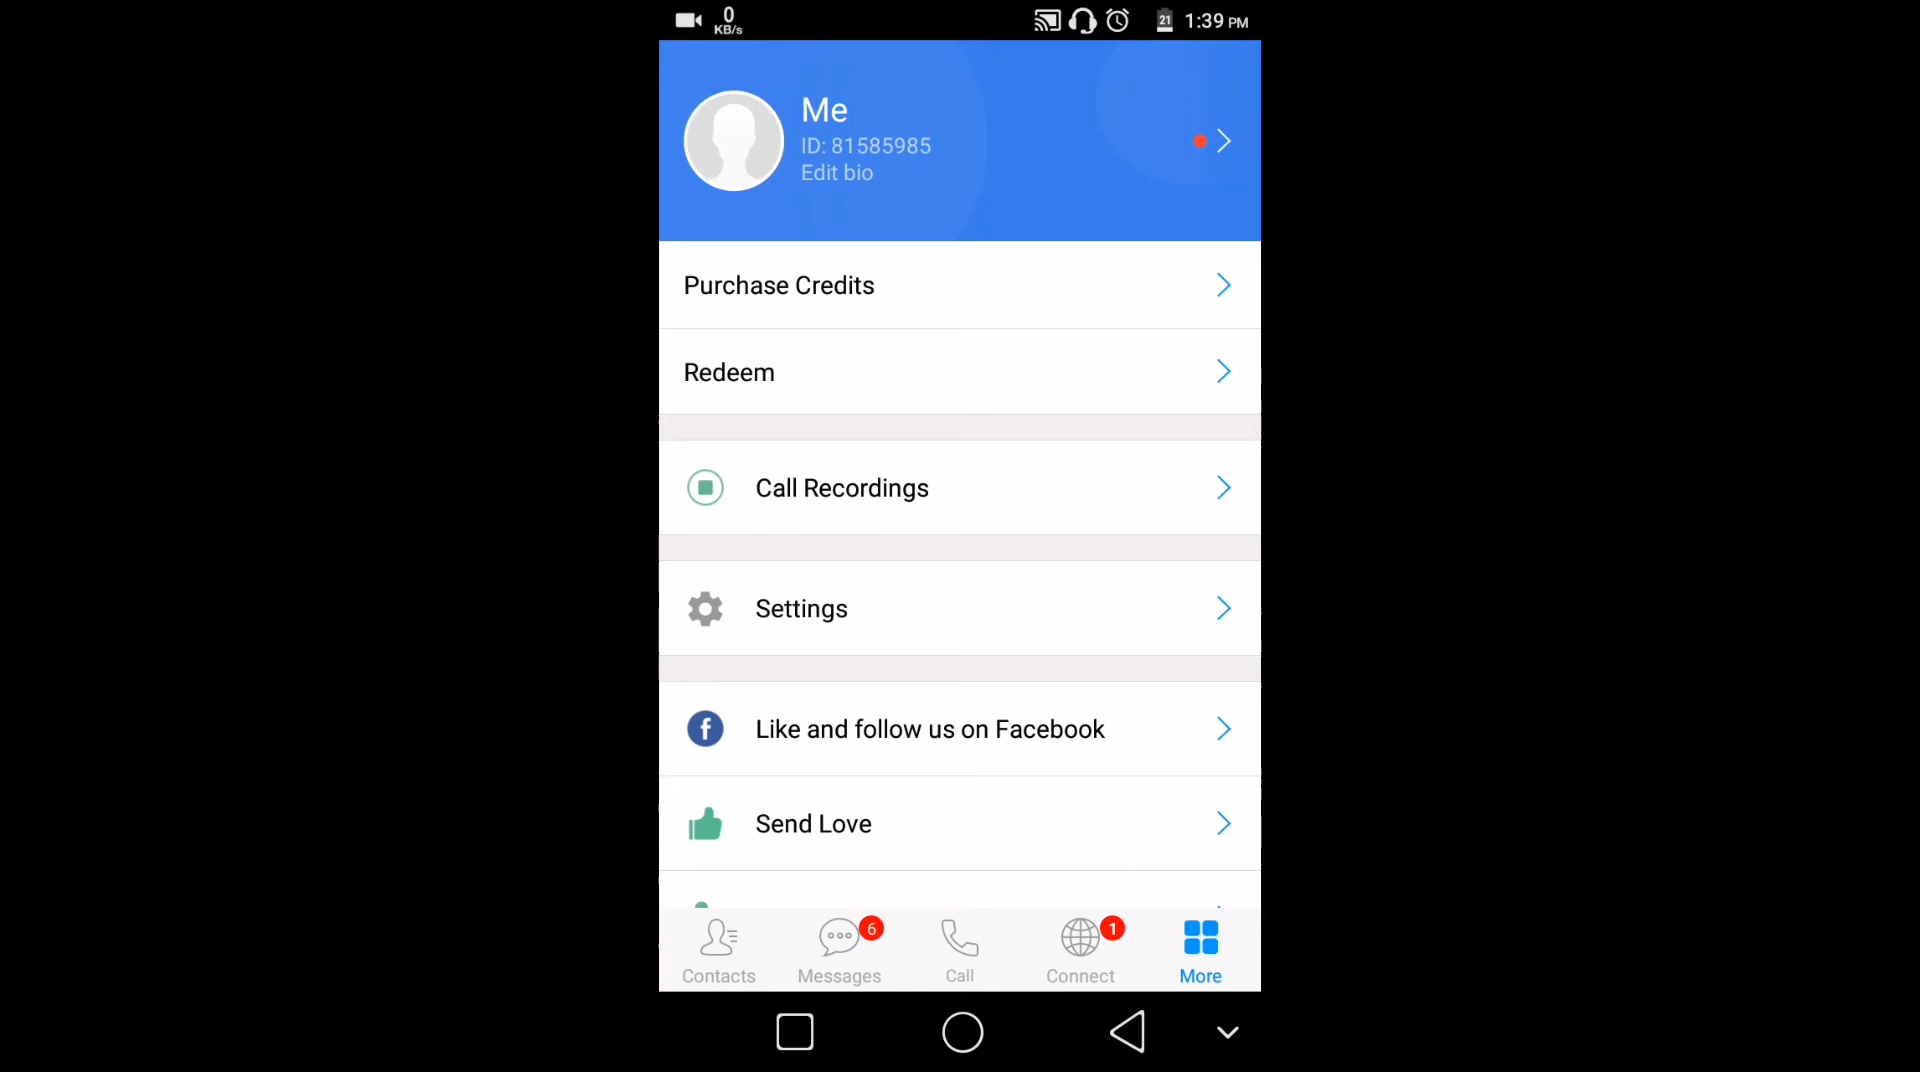 0
KB/s
21
1:39 PM
Me
ID: 81585985
Edit bio
Purchase Credits
Redeem
Call Recordings
Settings
f
Like and follow us on Facebook
Send Love
6
1
Contacts
Messages
Call
Connect
More